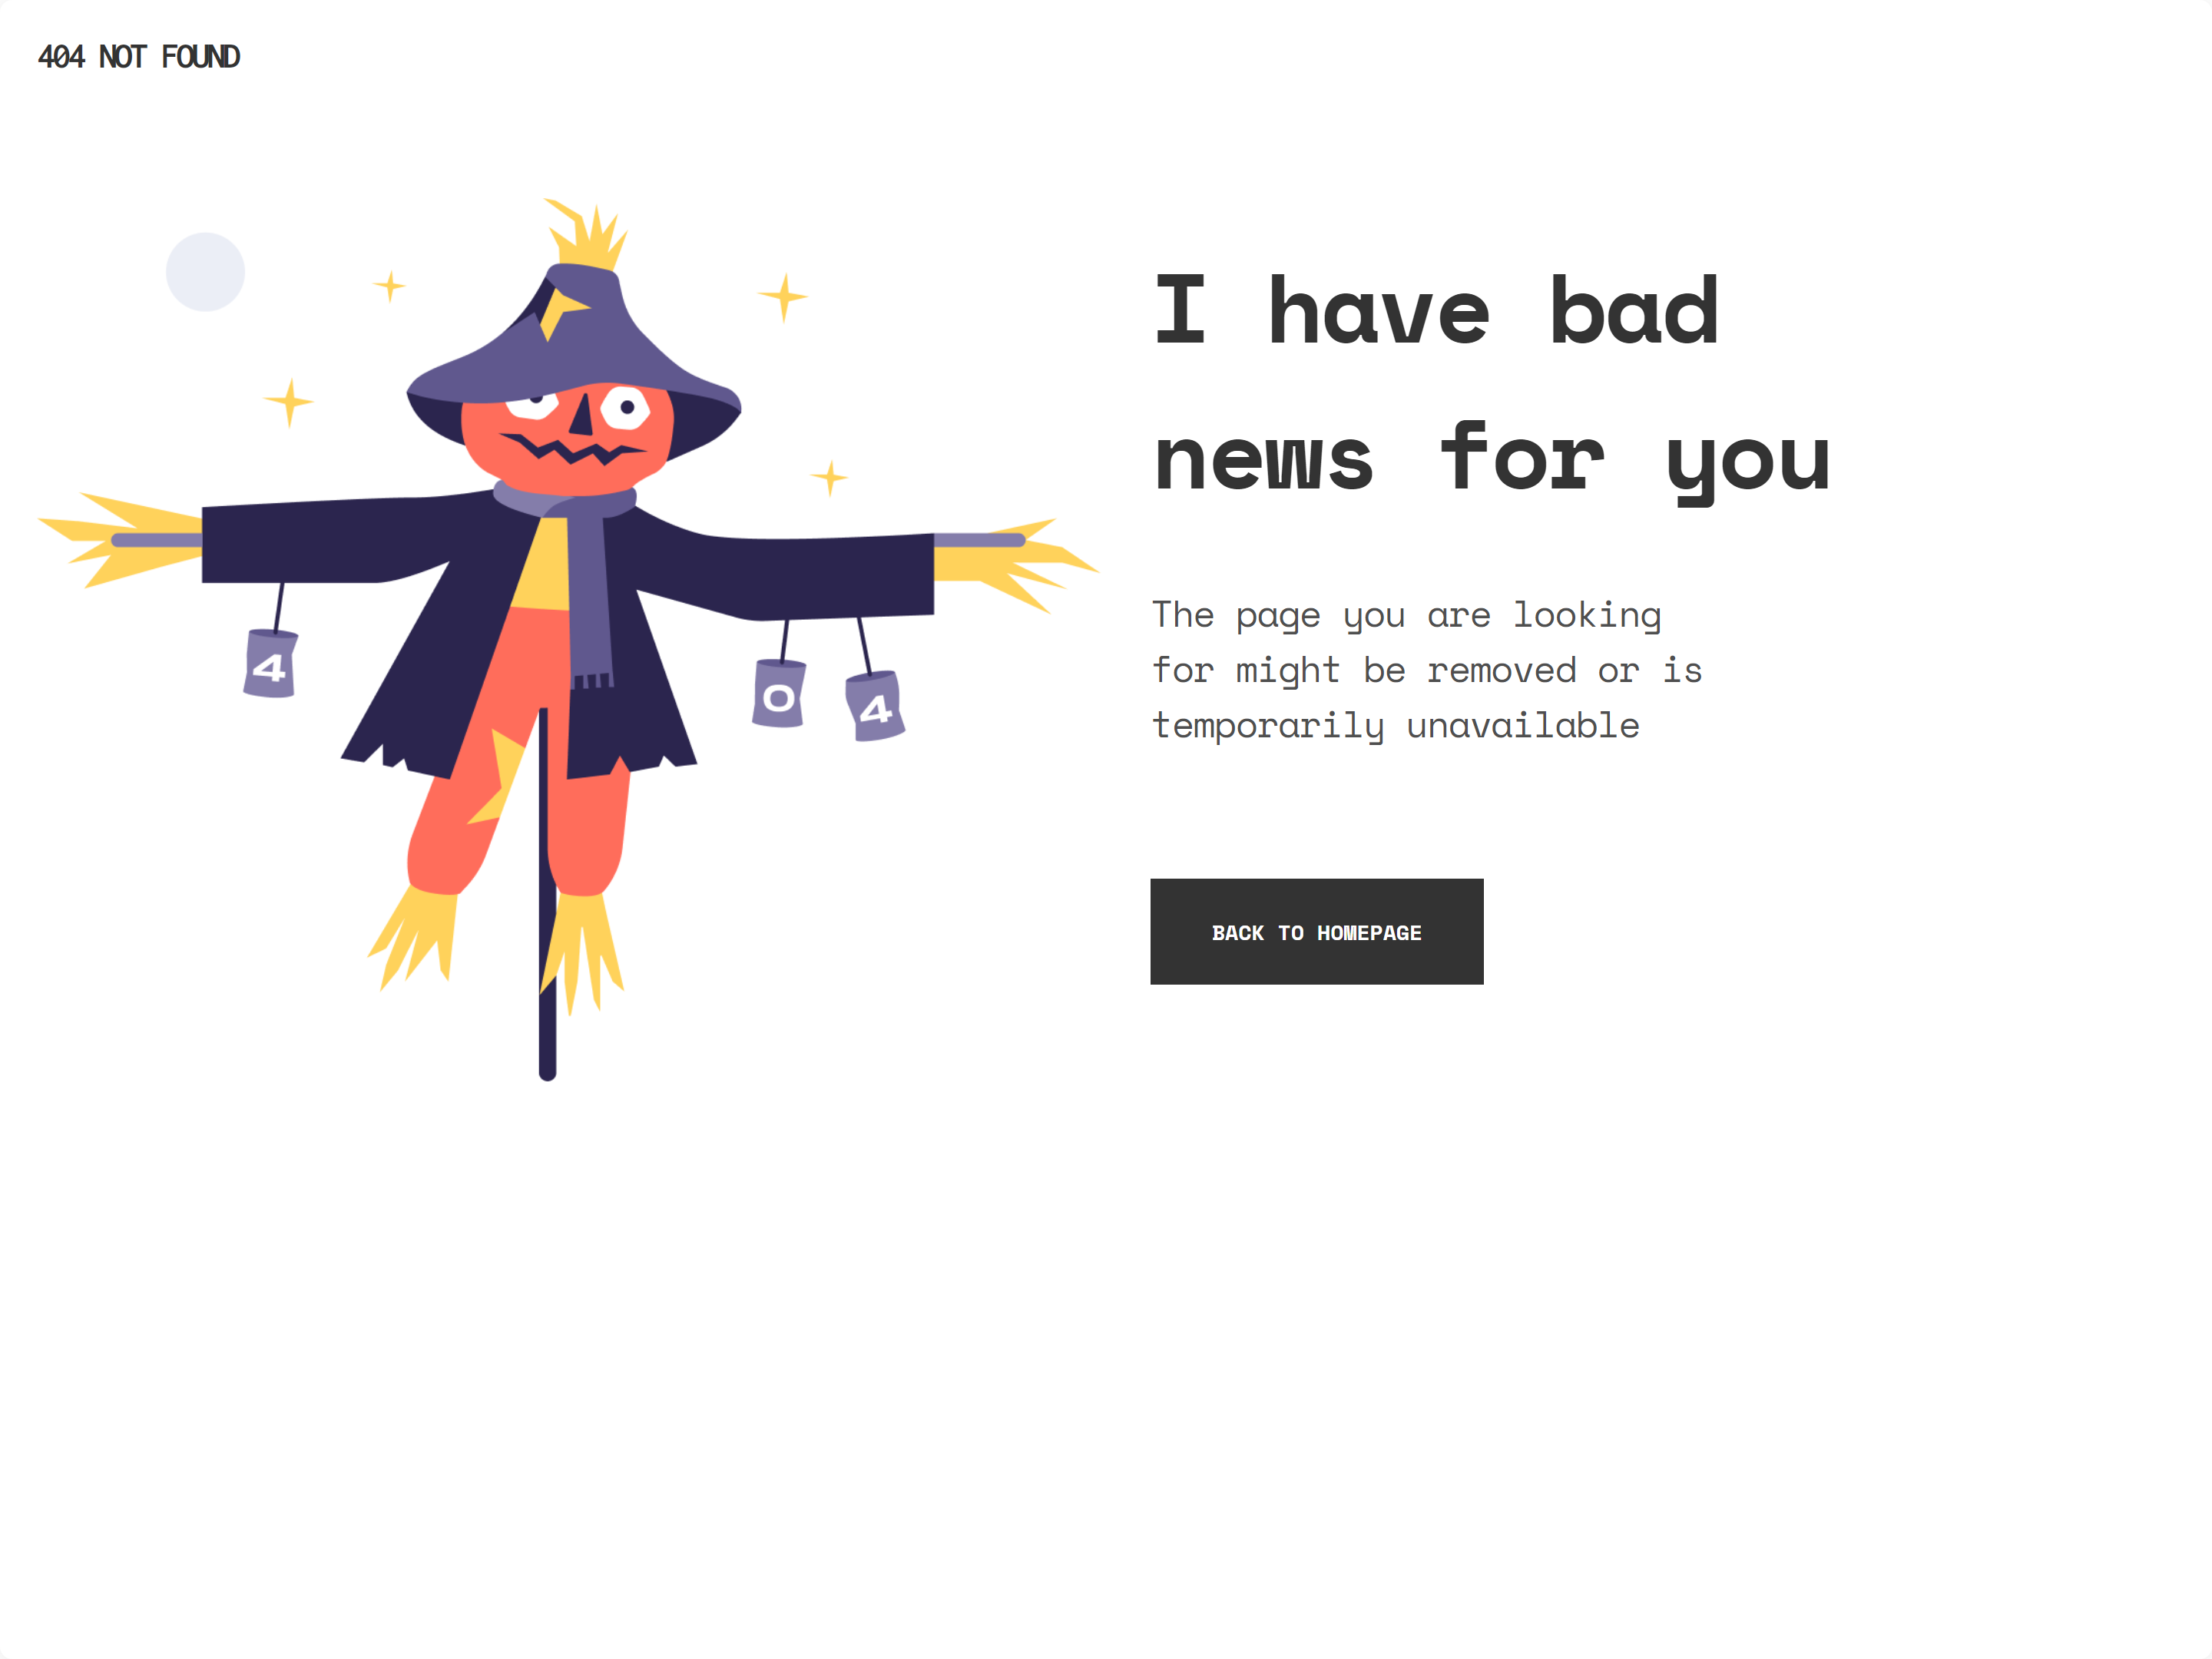 404 NOT FOUND
I have bad
news for you
The page you are looking
for might be removed or is
temporarily unavailable
BACK TO HOMEPAGE
4
0
4